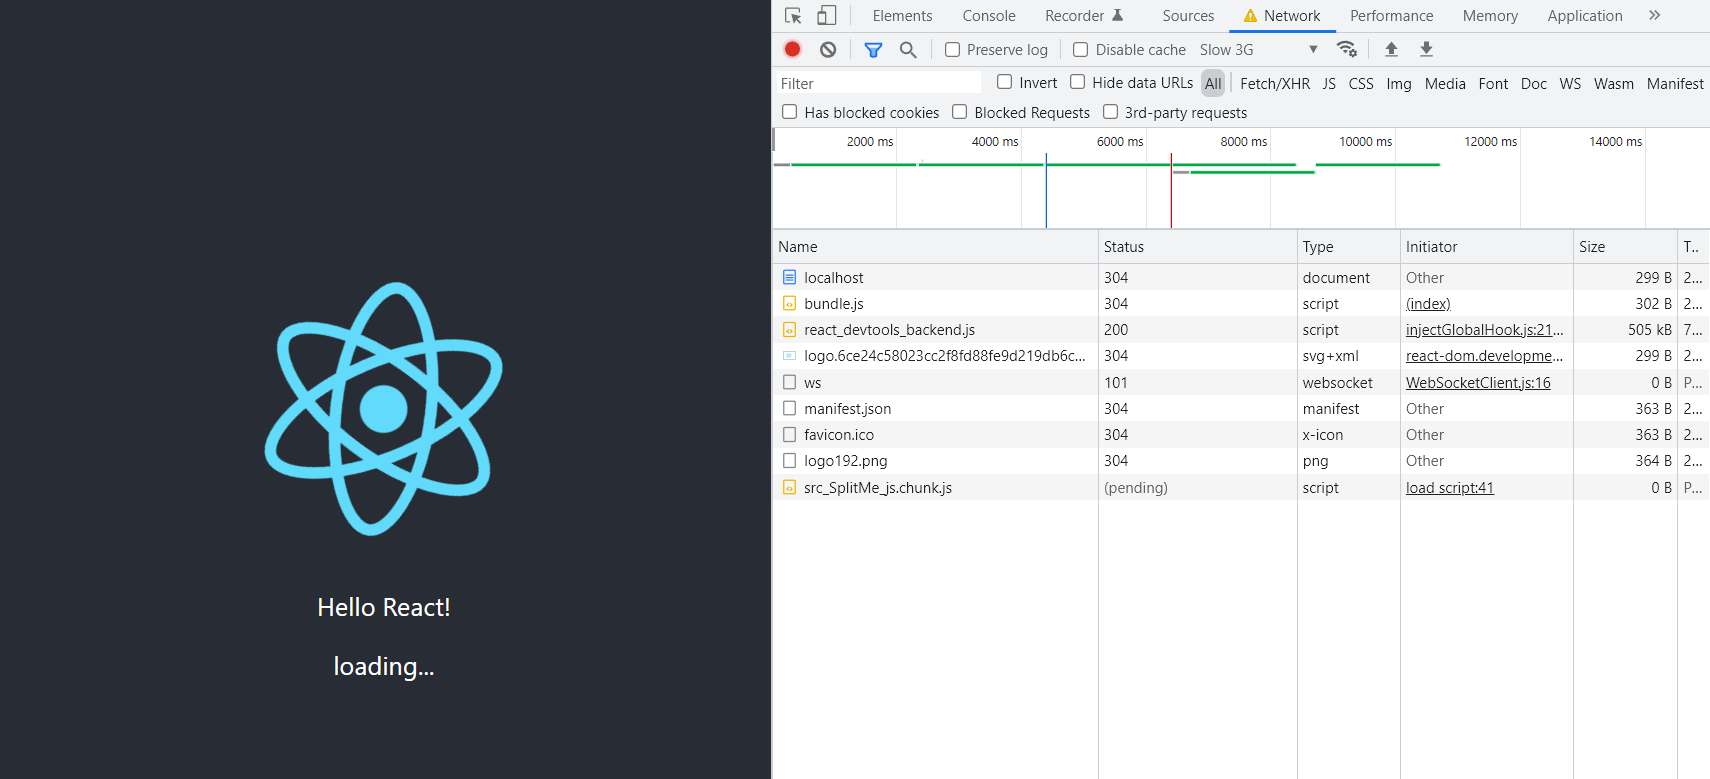 Hello React!
loading...
Elements Console Recorder Sources Network Performance Memory Application
Preserve log Disable cache Slow 3G
Filter Invert Hide data URLs All Fetch/XHR JS CSS Img Media Font Doc WS Wasm Manifest
Has blocked cookies Blocked Requests 3rd-party requests
2000 ms 4000 ms 6000 ms 8000 ms 10000 ms 12000 ms 14000 ms
Name Status Type Initiator Size T..
localhost 304 document Other 299 B 2...
bundle.js 304 script (index) 302 B 2...
react_devtools_backend.js 200 script injectGlobalHook.js:21... 505 kB 7...
logo.6ce24c58023cc2f8fd88fe9d219db6c... 304 svg+xml react-dom.developme... 299 B 2...
ws 101 websocket WebSocketClient.js:16 0 B P...
manifest.json 304 manifest Other 363 B 2...
favicon.ico 304 x-icon Other 363 B 2...
logo192.png 304 png Other 364 B 2...
src_SplitMe_js.chunk.js (pending) script load script:41 0 B P...